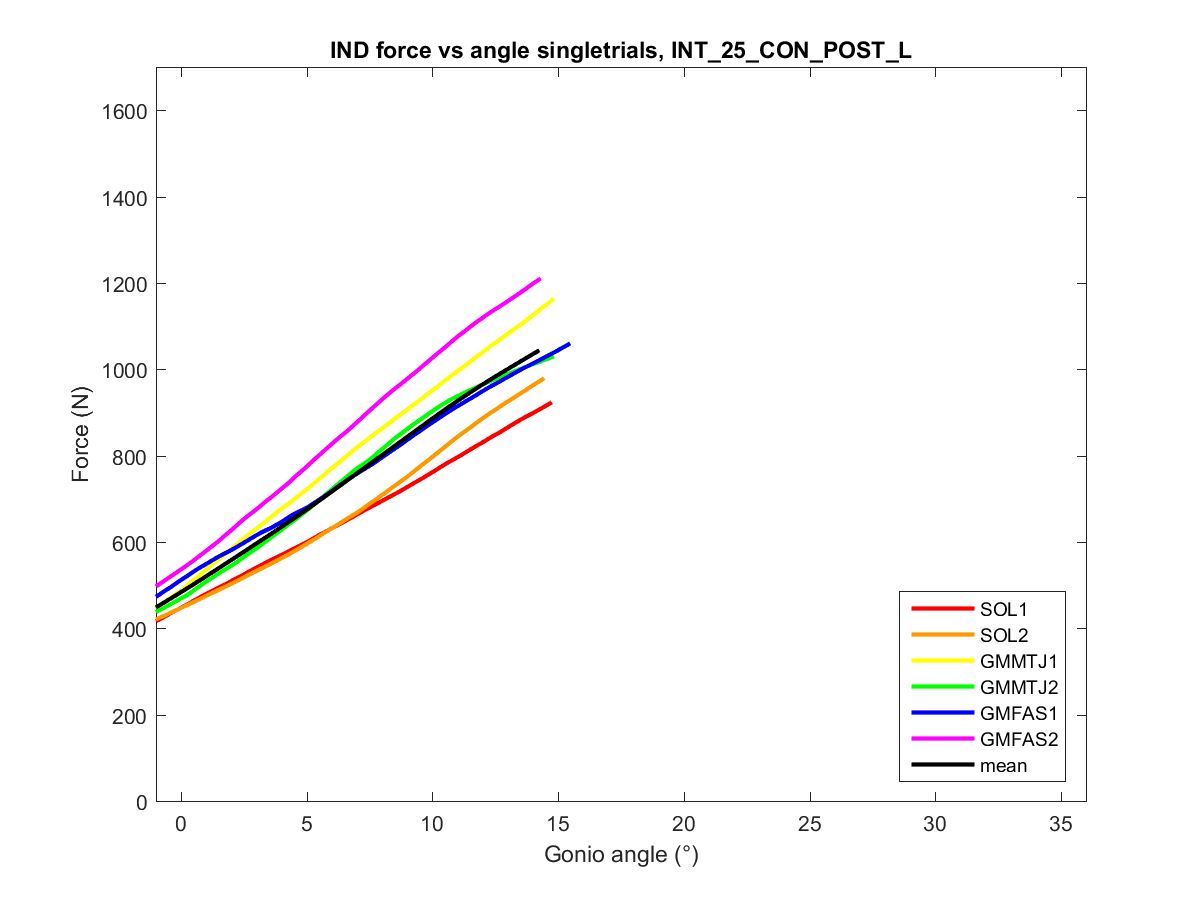 IND force vs angle singletrials, INT_25_CON_POST_L
1600
1400
1200
1000
800
600
400
200
0
Force (N)
0 5 10 15 20 25 30 35
Gonio angle (°)
SOL1
SOL2
GMMTJ1
GMMTJ2
GMFAS1
GMFAS2
mean